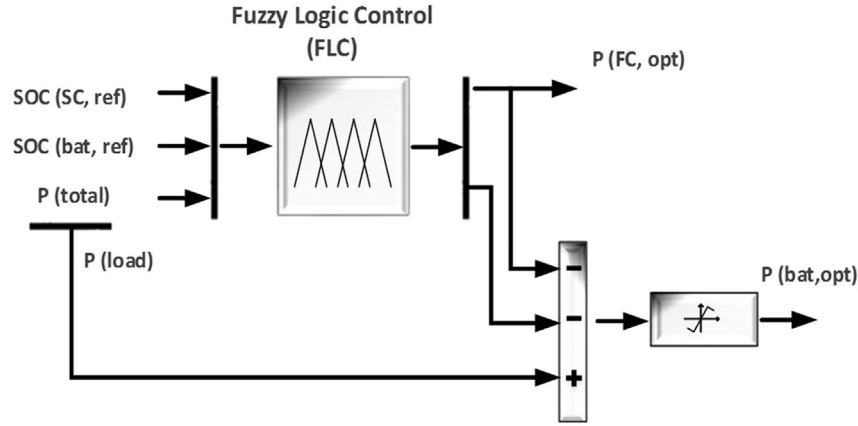 Fuzzy Logic Control
(FLC)
P (FC, opt)
SOC (SC, ref)
SOC (bat, ref)
P (total)
P (load)
P (bat,opt)
-
-
+